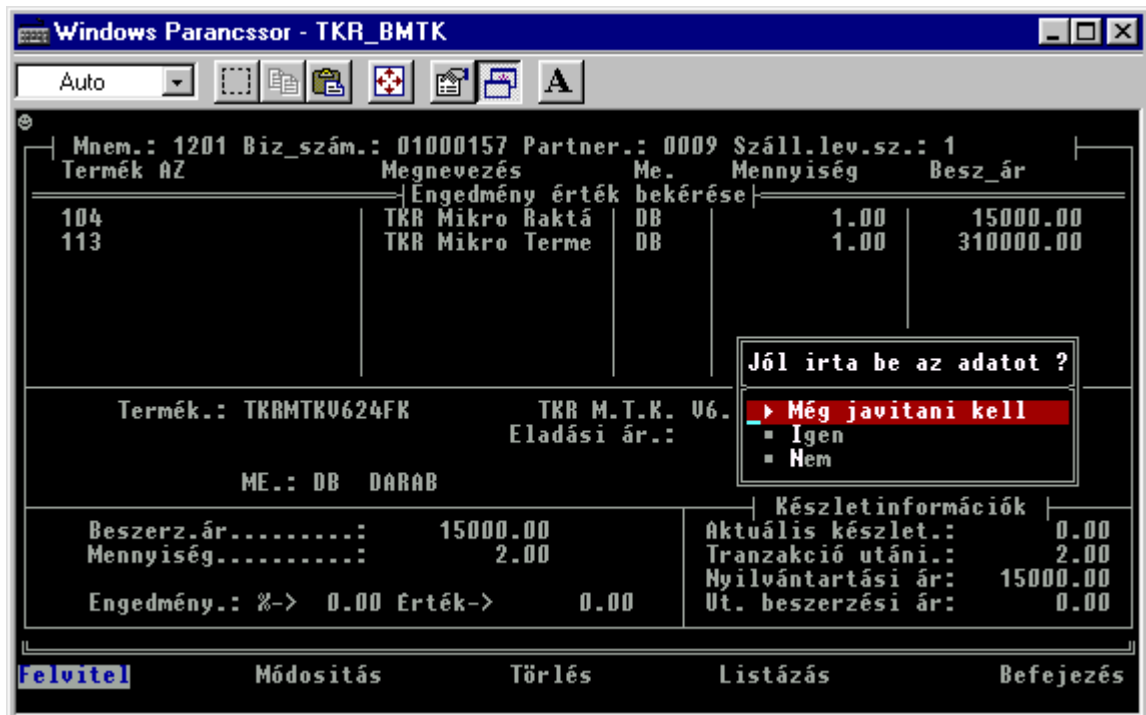 Windows Parancssor - TKR_BMTK
Auto
A
Mnem.: 1201 Biz_szám.: 01000157 Partner.: 0009 Száll.lev.sz.: 1
Termék AZ Megnevezés Me. Mennyiség Besz_ár
Engedmény érték bekérése
104 TKR Mikro Raktá DB 1.00 15000.00
113 TKR Mikro Terme DB 1.00 310000.00
Jól irta be az adatot ?
Termék.: TKRMTKV624FK TKR M.T.K. V6.
Még javitani kell
Eladási ár.:
Igen
Nem
ME.: DB DARAB
Készletinformációk
Beszerz.ár..........: 15000.00
Aktuális készlet.: 0.00
Mennyiség...........: 2.00
Tranzakció utáni.: 2.00
Nyilvántartási ár: 15000.00
Engedmény.: %-> 0.00 Érték-> 0.00
Ut. beszerzési ár: 0.00
Felvitel Módositás Törlés Listázás Befejezés